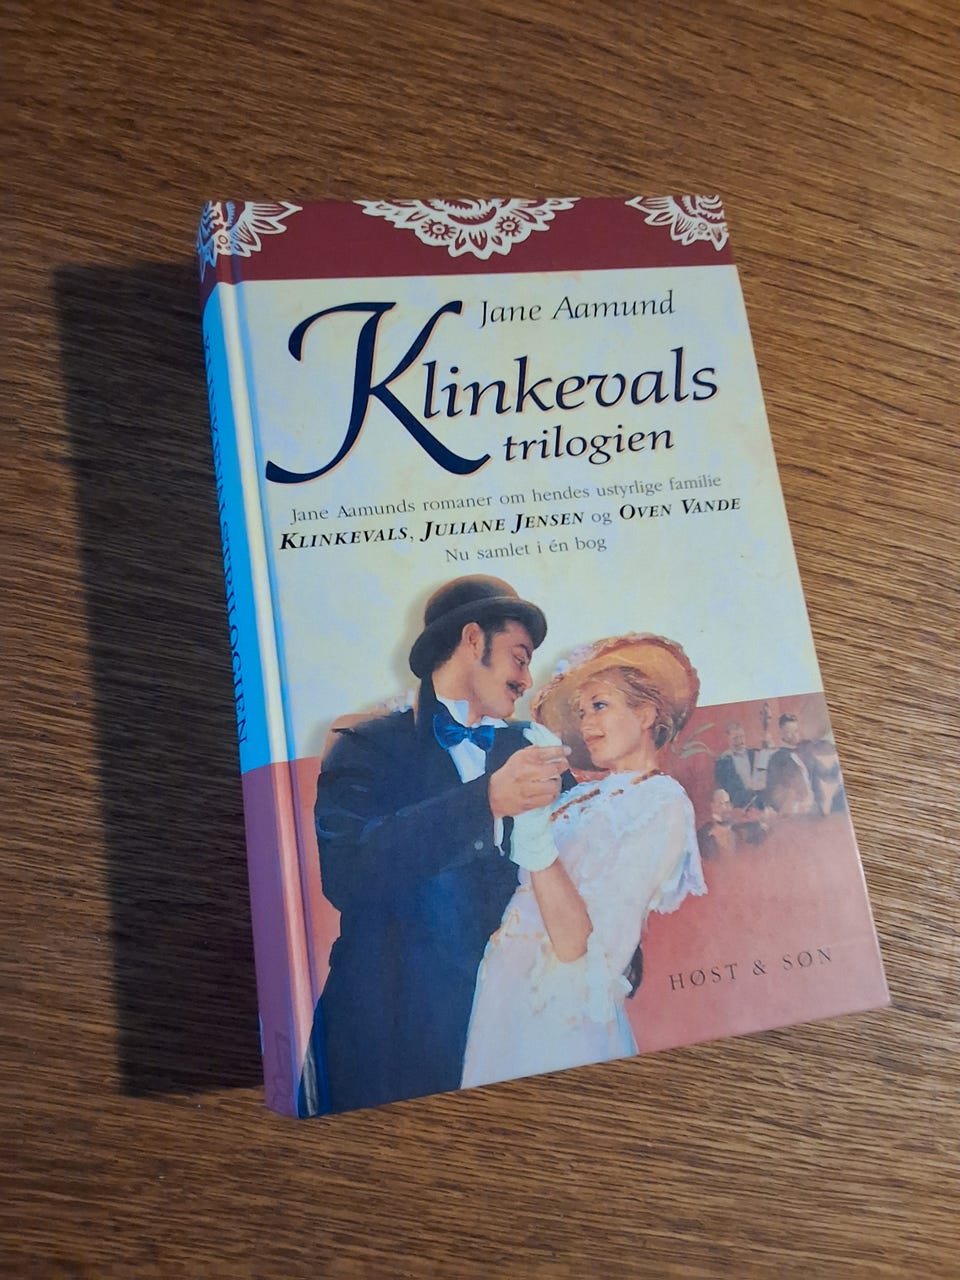 Jane Aamund
Klinkevals
trilogien
Jane Aamunds romaner om hendes ustyrlige familie
KLINKEVALS, JULIANE JENSEN og OVEN VANDE
Nu samlet i én bog
HØST & SØN